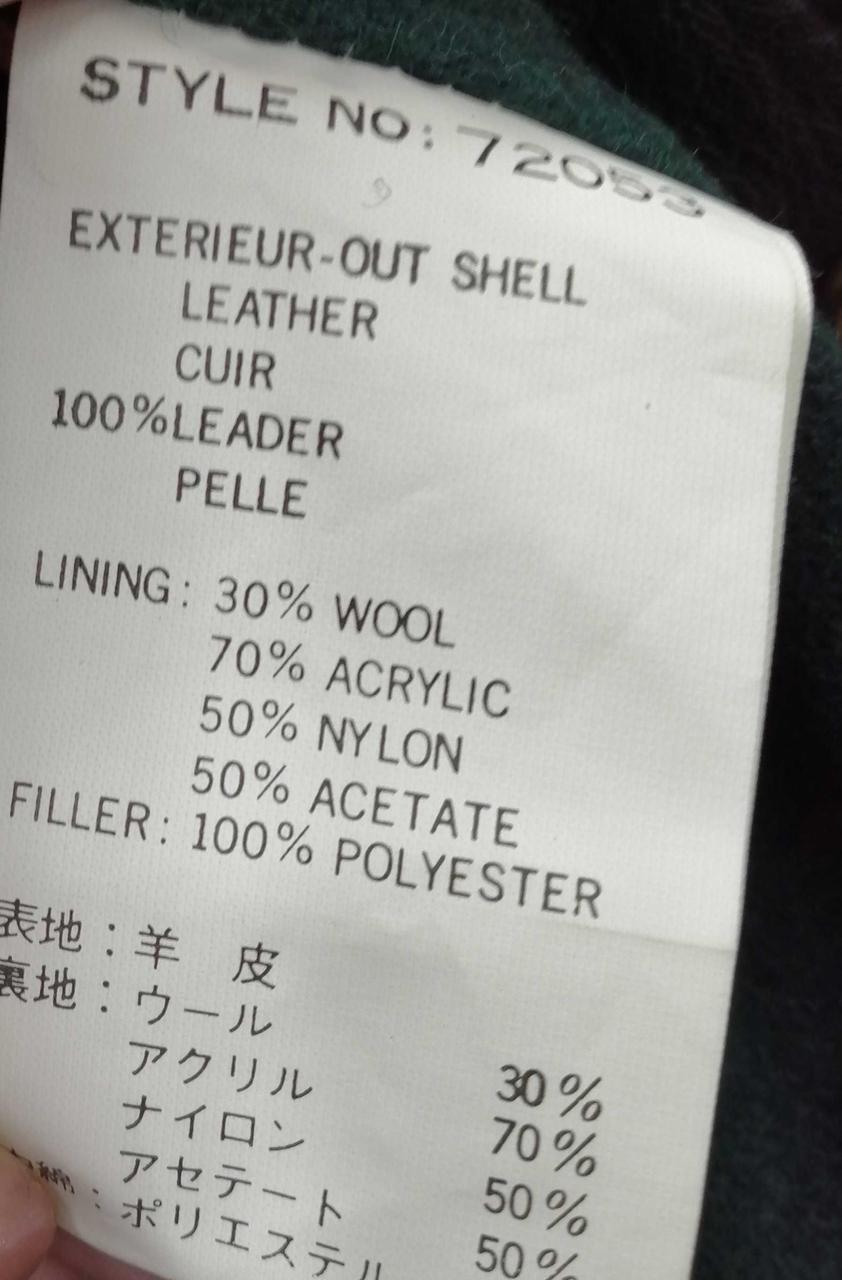 STYLE NO: 72053
EXTERIEUR-OUT SHELL
LEATHER
CUIR
100%LEADER
PELLE
LINING: 30% WOOL
70% ACRYLIC
50% NYLON
50% ACETATE
FILLER: 100% POLYESTER
表地:羊 皮
裏地:ウール 30%
アクリル 70%
ナイロン 50%
アセテート 50%
綿:ポリエステル